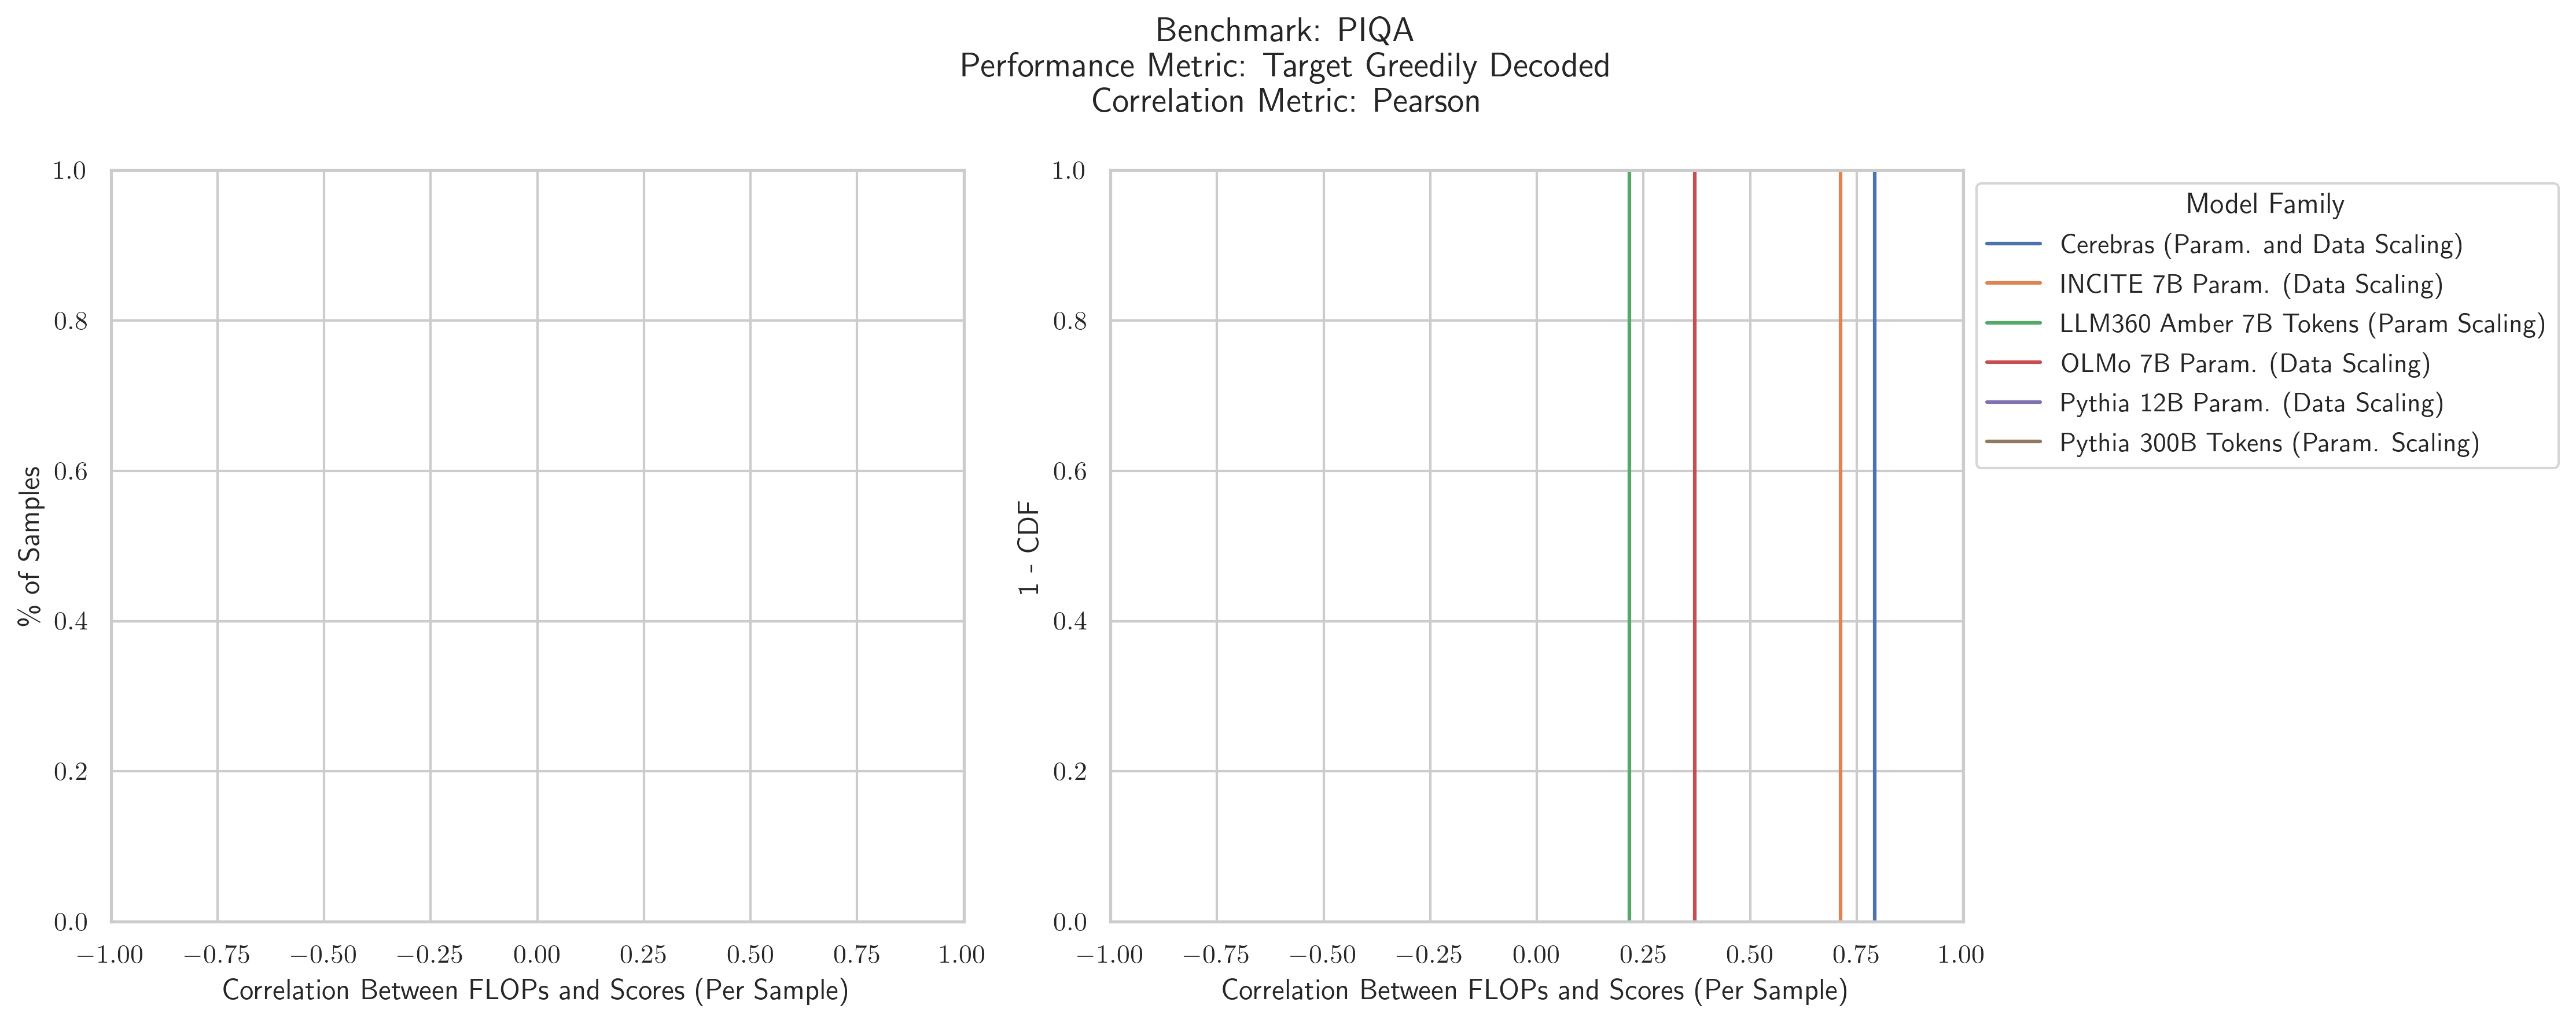 Benchmark: PIQA
Performance Metric: Target Greedily Decoded
Correlation Metric: Pearson
% of Samples
1.0
0.8
0.6
0.4
0.2
0.0
−1.00 −0.75 −0.50 −0.25 0.00 0.25 0.50 0.75 1.00
Correlation Between FLOPs and Scores (Per Sample)
1 - CDF
1.0
0.8
0.6
0.4
0.2
0.0
−1.00 −0.75 −0.50 −0.25 0.00 0.25 0.50 0.75 1.00
Correlation Between FLOPs and Scores (Per Sample)
Model Family
Cerebras (Param. and Data Scaling)
INCITE 7B Param. (Data Scaling)
LLM360 Amber 7B Tokens (Param Scaling)
OLMo 7B Param. (Data Scaling)
Pythia 12B Param. (Data Scaling)
Pythia 300B Tokens (Param. Scaling)